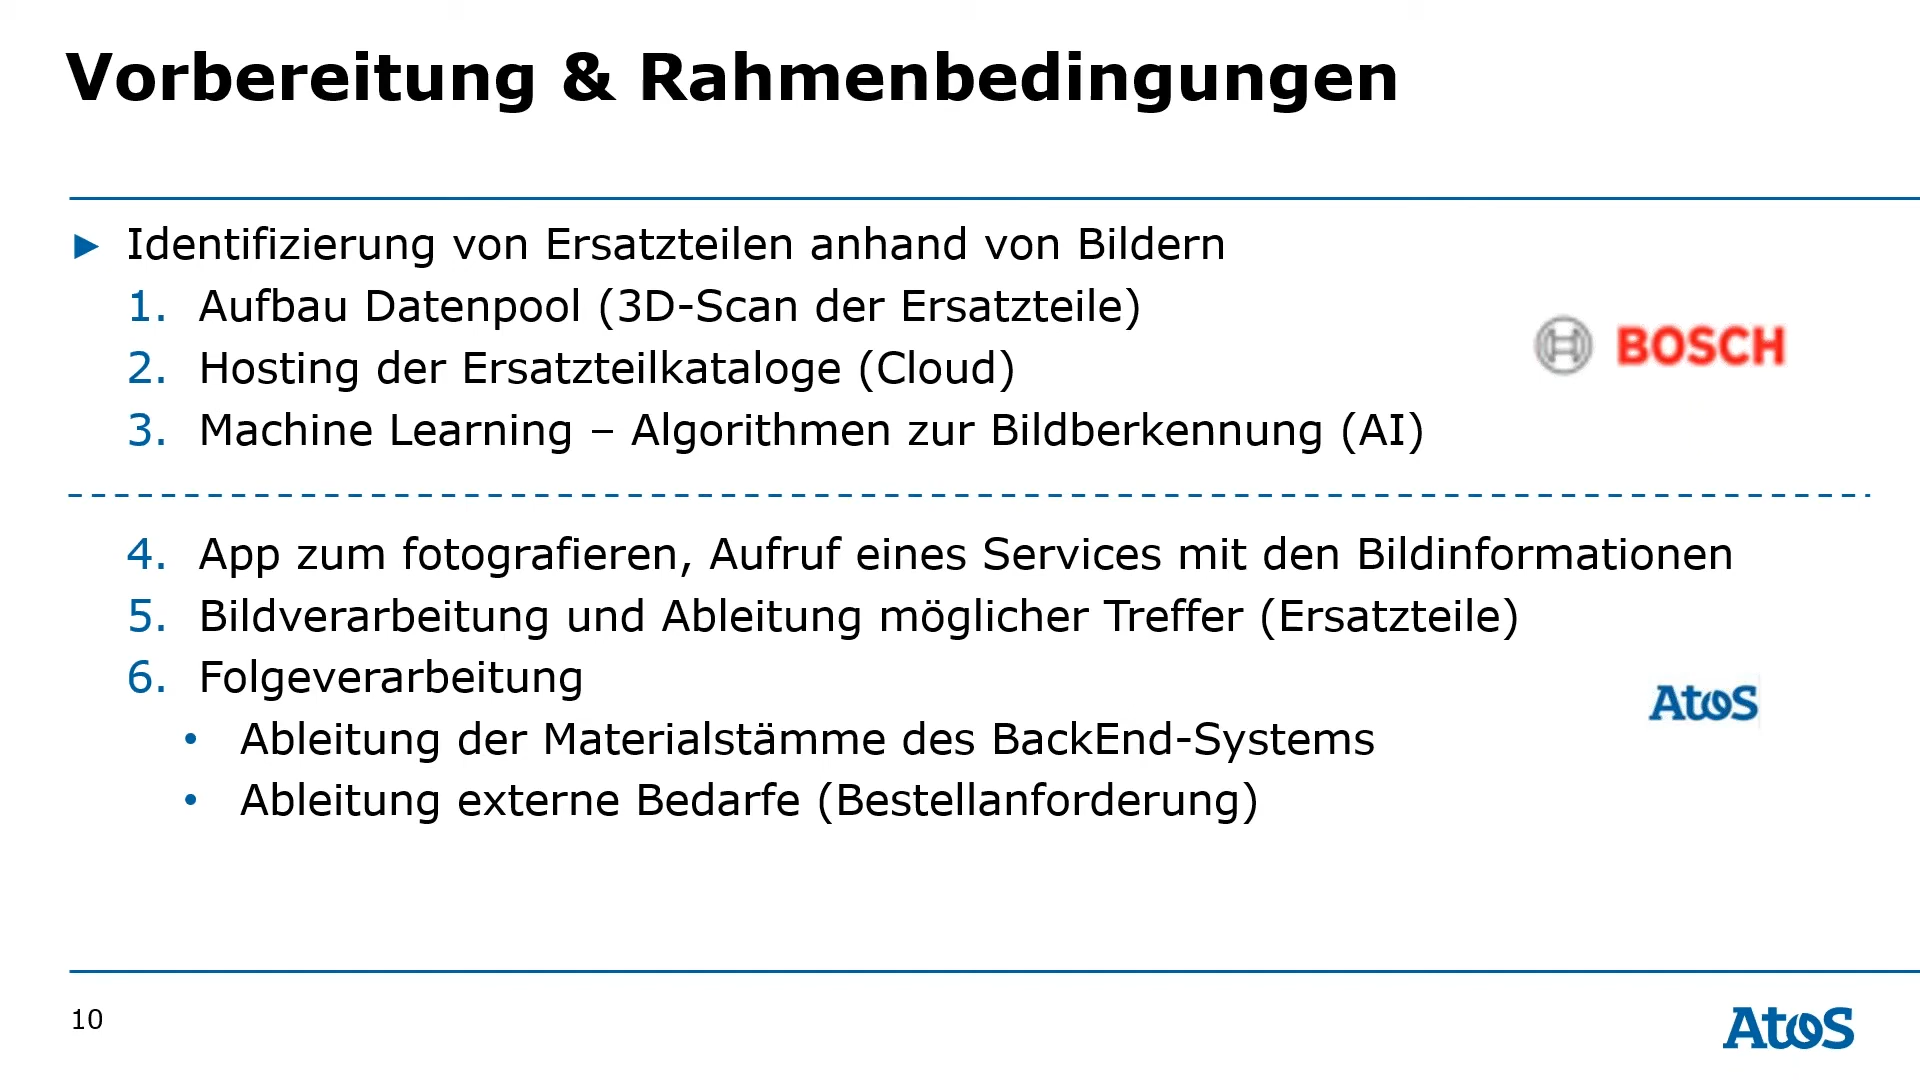 Vorbereitung & Rahmenbedingungen
► Identifizierung von Ersatzteilen anhand von Bildern
1. Aufbau Datenpool (3D-Scan der Ersatzteile)
2. Hosting der Ersatzteilkataloge (Cloud)
3. Machine Learning – Algorithmen zur Bildberkennung (AI)
BOSCH
4. App zum fotografieren, Aufruf eines Services mit den Bildinformationen
5. Bildverarbeitung und Ableitung möglicher Treffer (Ersatzteile)
6. Folgeverarbeitung
• Ableitung der Materialstämme des BackEnd-Systems
• Ableitung externe Bedarfe (Bestellanforderung)
AtoS
10
AtoS